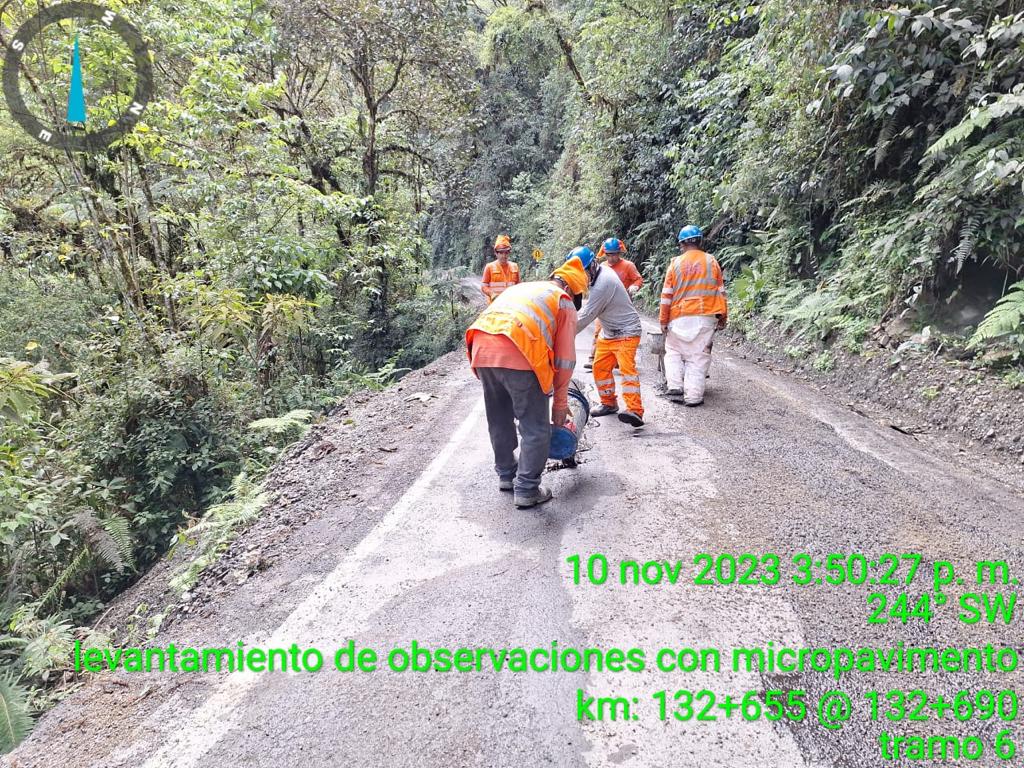 S
W
N
E
10 nov 2023 3:50:27 p. m.
244° SW
levantamiento de observaciones con micropavimento
km: 132+655 @ 132+690
tramo 6